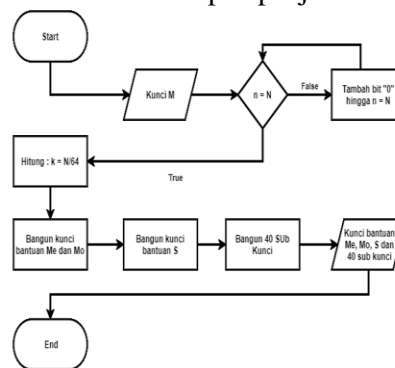 Start
Kunci M
n = N
False
Tambah bit "0"
hingga n = N
Hitung : k = N/64
True
Bangun kunci
bantuan Me dan Mo
Bangun kunci
bantuan S
Bangun 40 SUb
Kunci
Kunci bantuan
Me, Mo, S dan
40 sub kunci
End